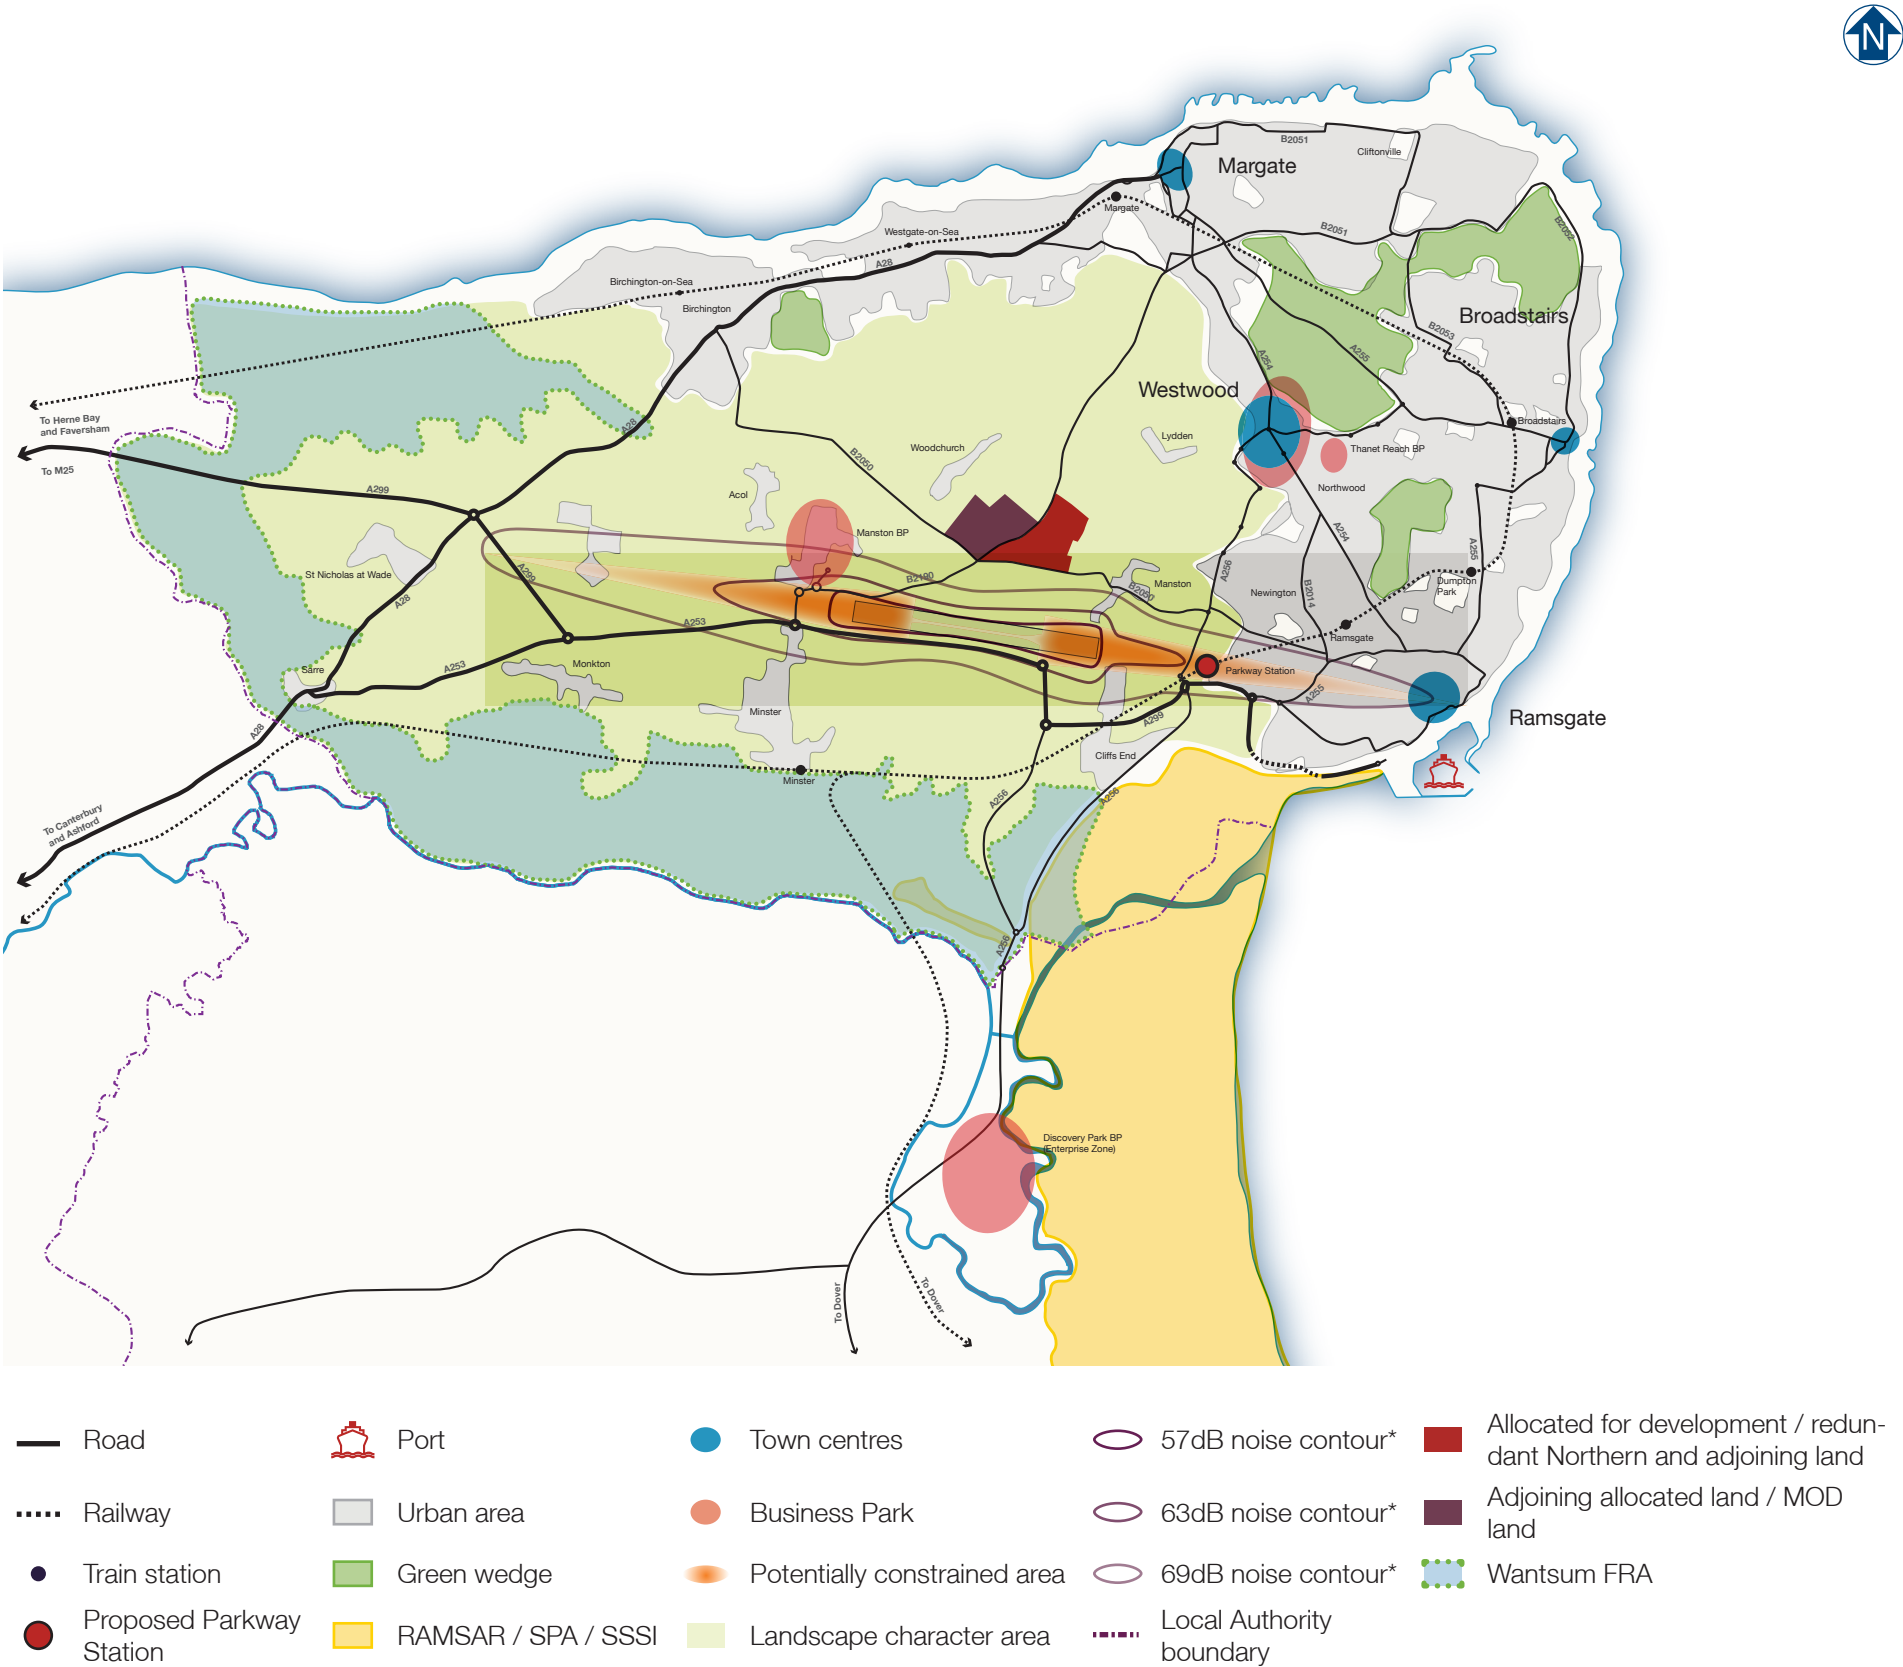 N
B2051
Cliftonville
Margate
Margate
B2051
B2052
Westgate-on-Sea
A28
Birchington-on-Sea
Birchington
Broadstairs
B2053
A255
A254
Westwood
To Herne Bay
and Faversham
To M25
A28
A299
B2050
Woodchurch
Lydden
Broadstairs
Thanet Reach BP
Northwood
Acol
Manston BP
A254
A255
St Nicholas at Wade
A28
A299
B2190
B2050
Manston
A256
Newington
B2014
Dumpton
Park
Ramsgate
A253
Sarre
A253
Monkton
Parkway Station
A255
Minster
A299
Ramsgate
A28
Cliffs End
Minster
A256
A256
To Canterbury
and Ashford
A256
Discovery Park BP
(Enterprise Zone)
To Dover
To Dover
Road
Port
Town centres
57dB noise contour*
Allocated for development / redun-
dant Northern and adjoining land
Railway
Urban area
Business Park
63dB noise contour*
Adjoining allocated land / MOD
land
Train station
Green wedge
Potentially constrained area
69dB noise contour*
Wantsum FRA
Proposed Parkway
Station
RAMSAR / SPA / SSSI
Landscape character area
Local Authority
boundary